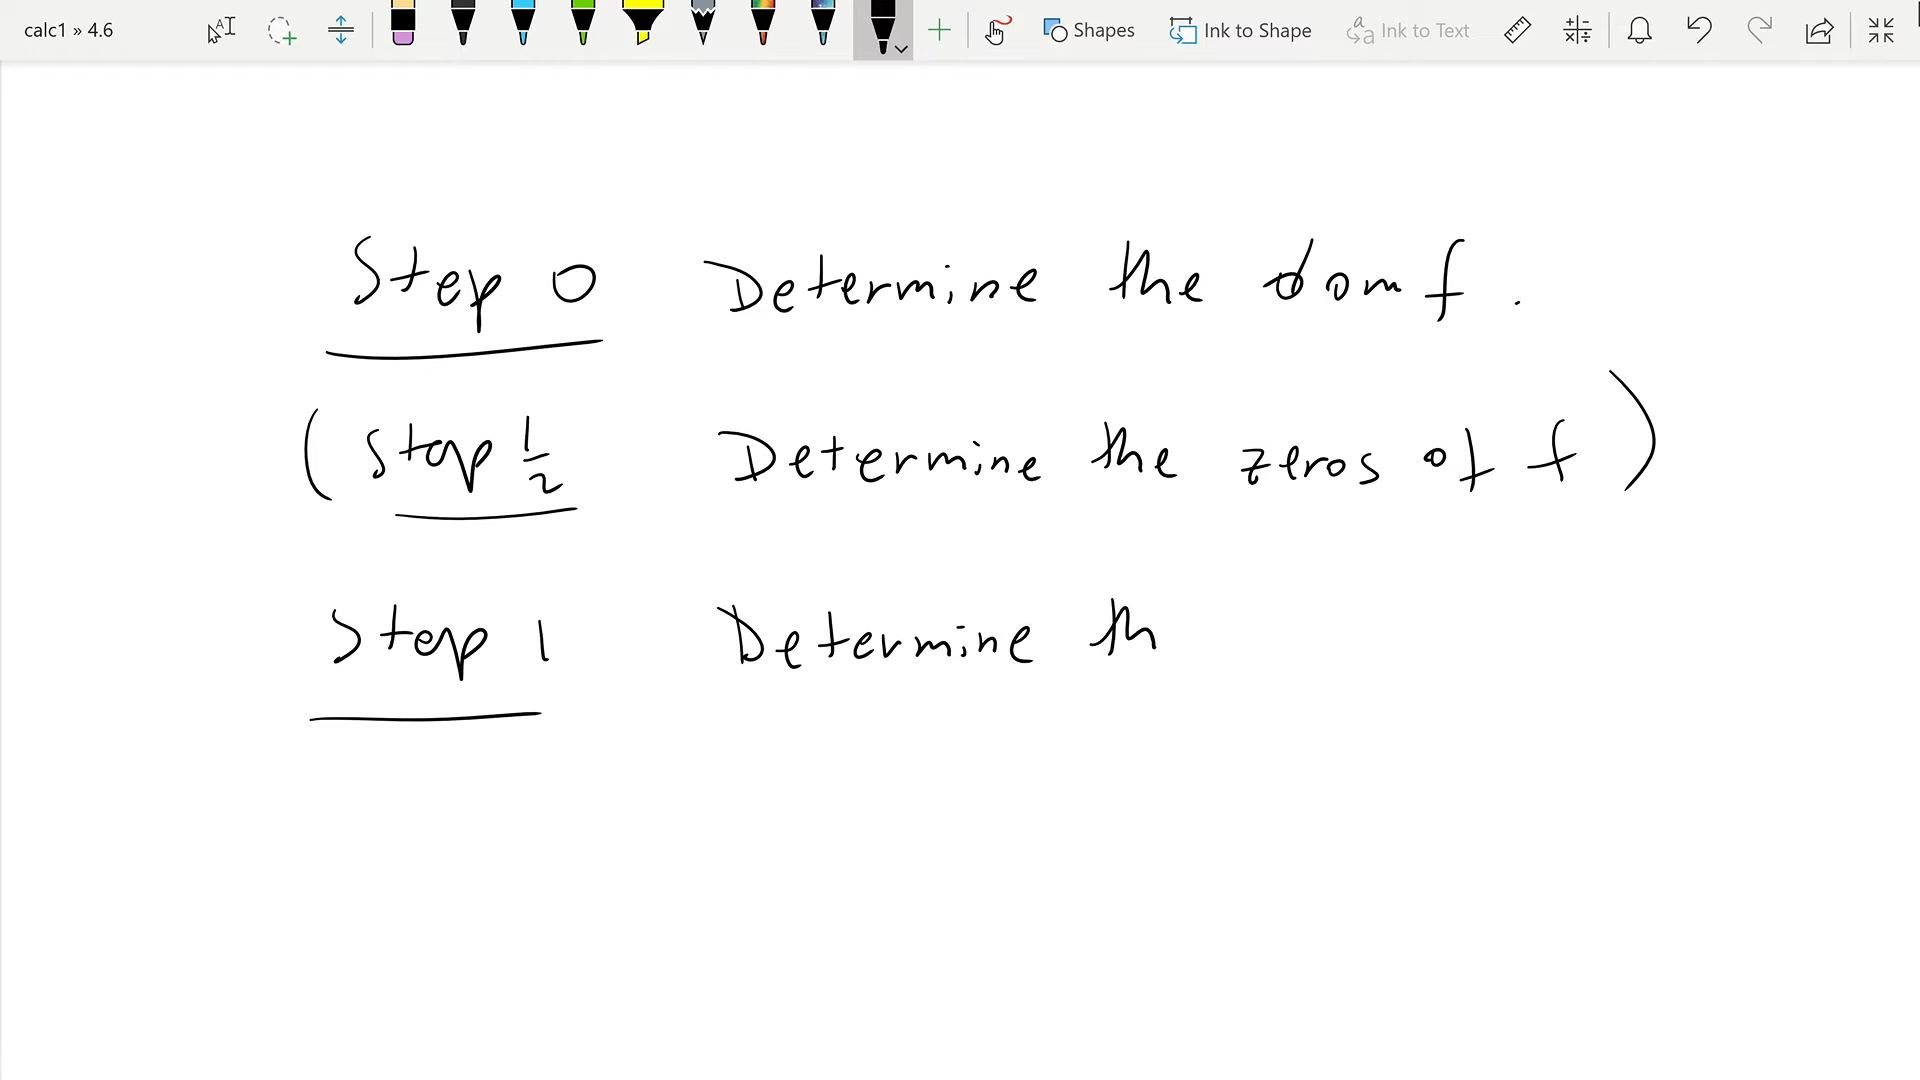 calc1 » 4.6 Shapes Ink to Shape Ink to Text
Step 0 Determine the dom f.
(Step 1/2 Determine the zeros of f)
Step 1 Determine th